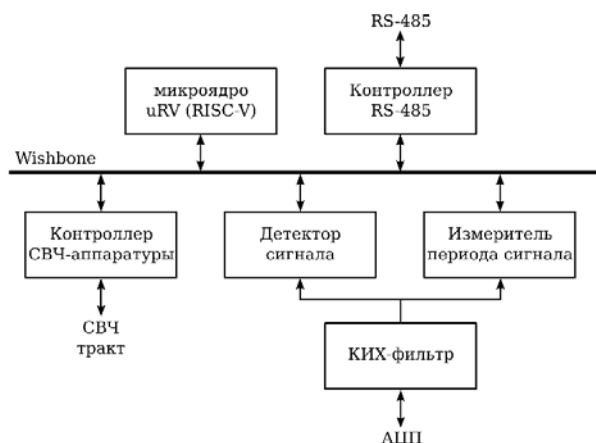 RS-485
микроядро
uRV (RISC-V)
Контроллер
RS-485
Wishbone
Контроллер
СВЧ-аппаратуры
Детектор
сигнала
Измеритель
периода сигнала
СВЧ
тракт
КИХ-фильтр
АЦП